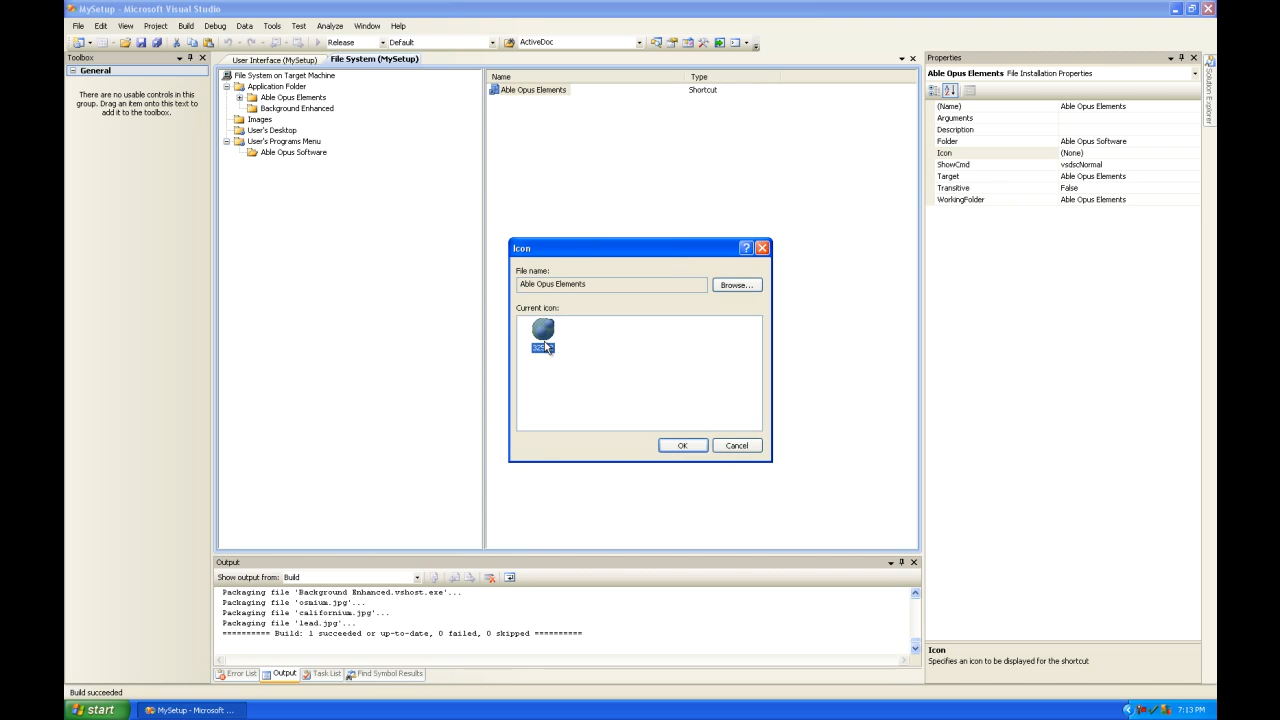 MySetup - Microsoft Visual Studio
File Edit View Project Build Debug Data Tools Test Analyze Window Help
Release Default ActiveDoc
Toolbox
General
There are no usable controls in this
group. Drag an item onto this text to
add it to the toolbox.
User Interface (MySetup) File System (MySetup)
File System on Target Machine
Application Folder
Able Opus Elements
Background Enhanced
Images
User's Desktop
User's Programs Menu
Able Opus Software
Name Type
Able Opus Elements Shortcut
Icon
File name:
Able Opus Elements
Browse...
Current icon:
OK Cancel
Properties
Able Opus Elements File Installation Properties
(Name) Able Opus Elements
Arguments
Description
Folder Able Opus Software
Icon (None)
ShowCmd vsdscNormal
Target Able Opus Elements
Transitive False
WorkingFolder Able Opus Elements
Icon
Specifies an icon to be displayed for the shortcut
Solution Explorer
Output
Show output from: Build
Packaging file 'Background Enhanced.vshost.exe'...
Packaging file 'osmium.jpg'...
Packaging file 'californium.jpg'...
Packaging file 'lead.jpg'...
========== Build: 1 succeeded or up-to-date, 0 failed, 0 skipped ==========
Error List Output Task List Find Symbol Results
Build succeeded
start MySetup - Microsoft ... 7:13 PM